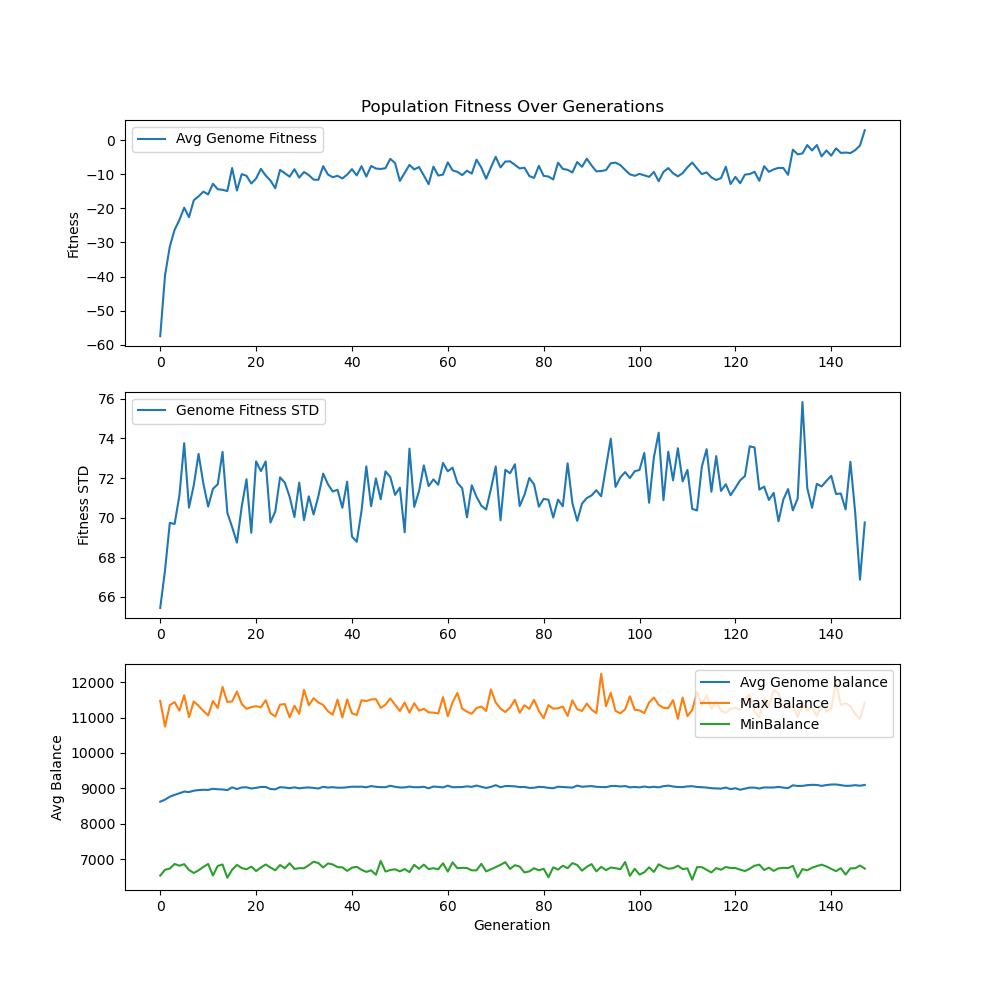 Population Fitness Over Generations
Avg Genome Fitness
Fitness
0
−10
−20
−30
−40
−50
−60
0 20 40 60 80 100 120 140
Genome Fitness STD
Fitness STD
76
74
72
70
68
66
0 20 40 60 80 100 120 140
Avg Genome balance
Max Balance
MinBalance
Avg Balance
12000
11000
10000
9000
8000
7000
0 20 40 60 80 100 120 140
Generation